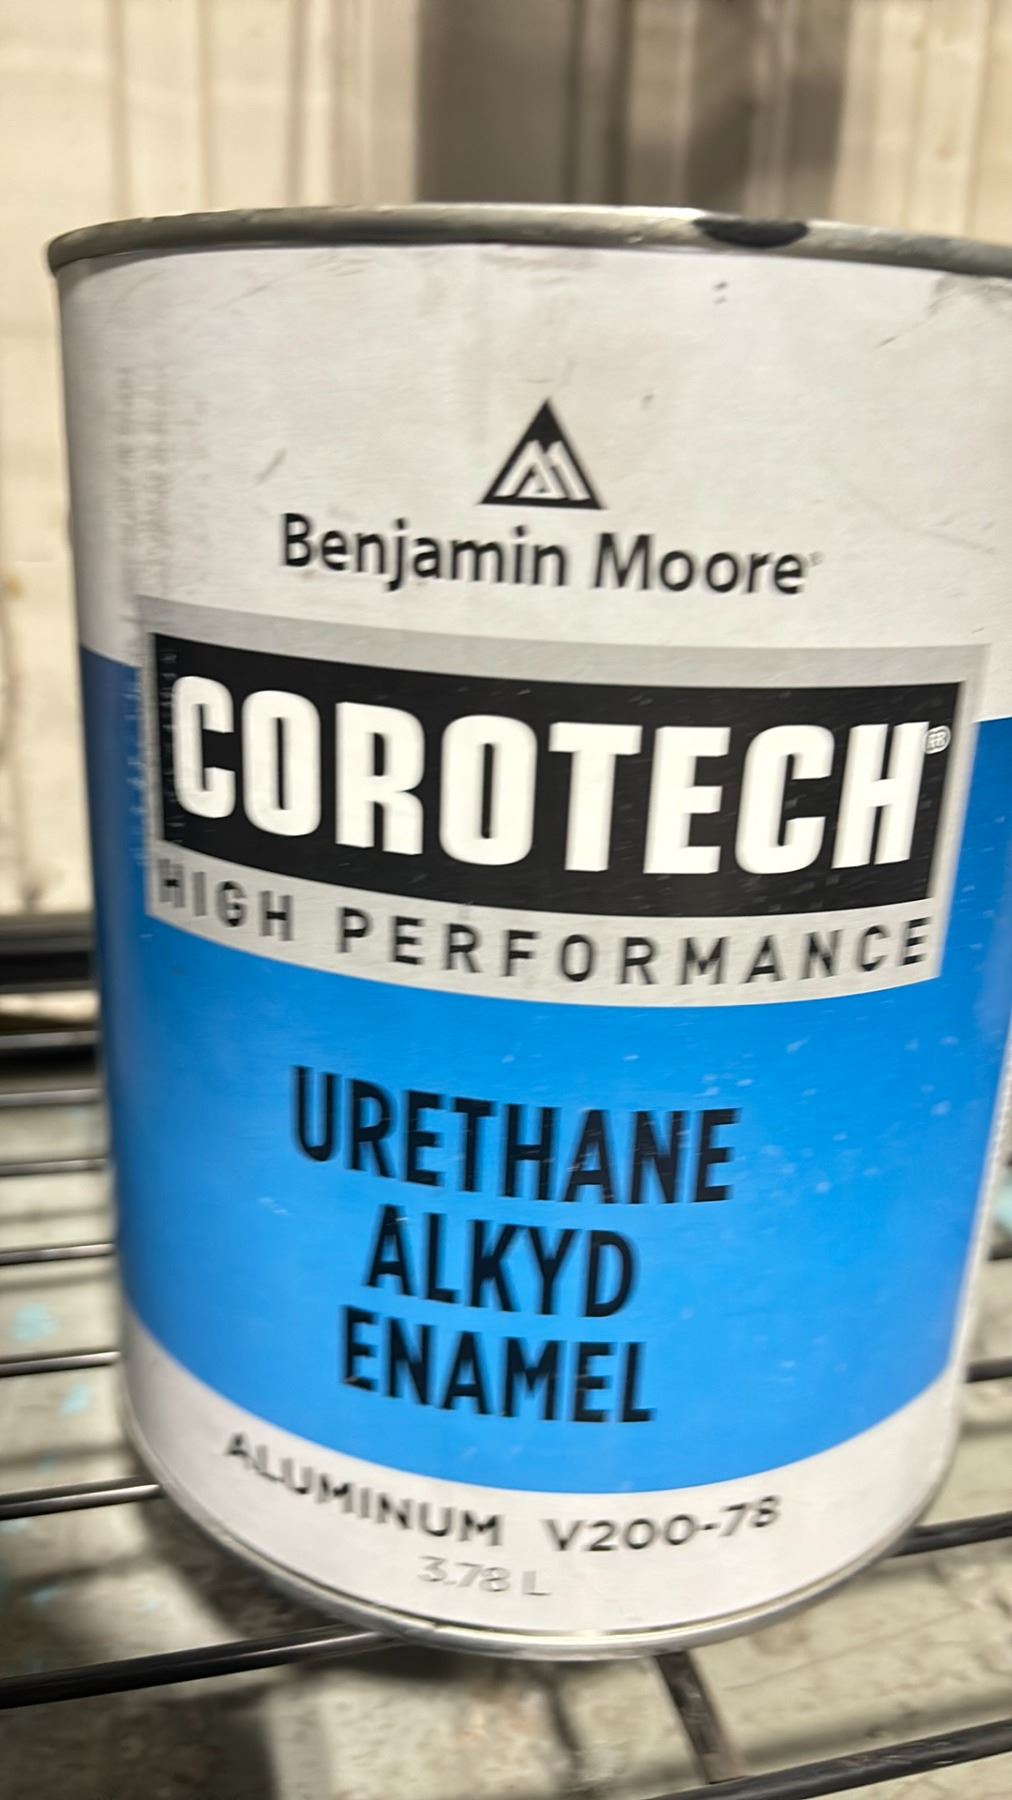 Benjamin Moore®
COROTECH®
HIGH PERFORMANCE
URETHANE
ALKYD
ENAMEL
ALUMINUM V200-78
3.78 L